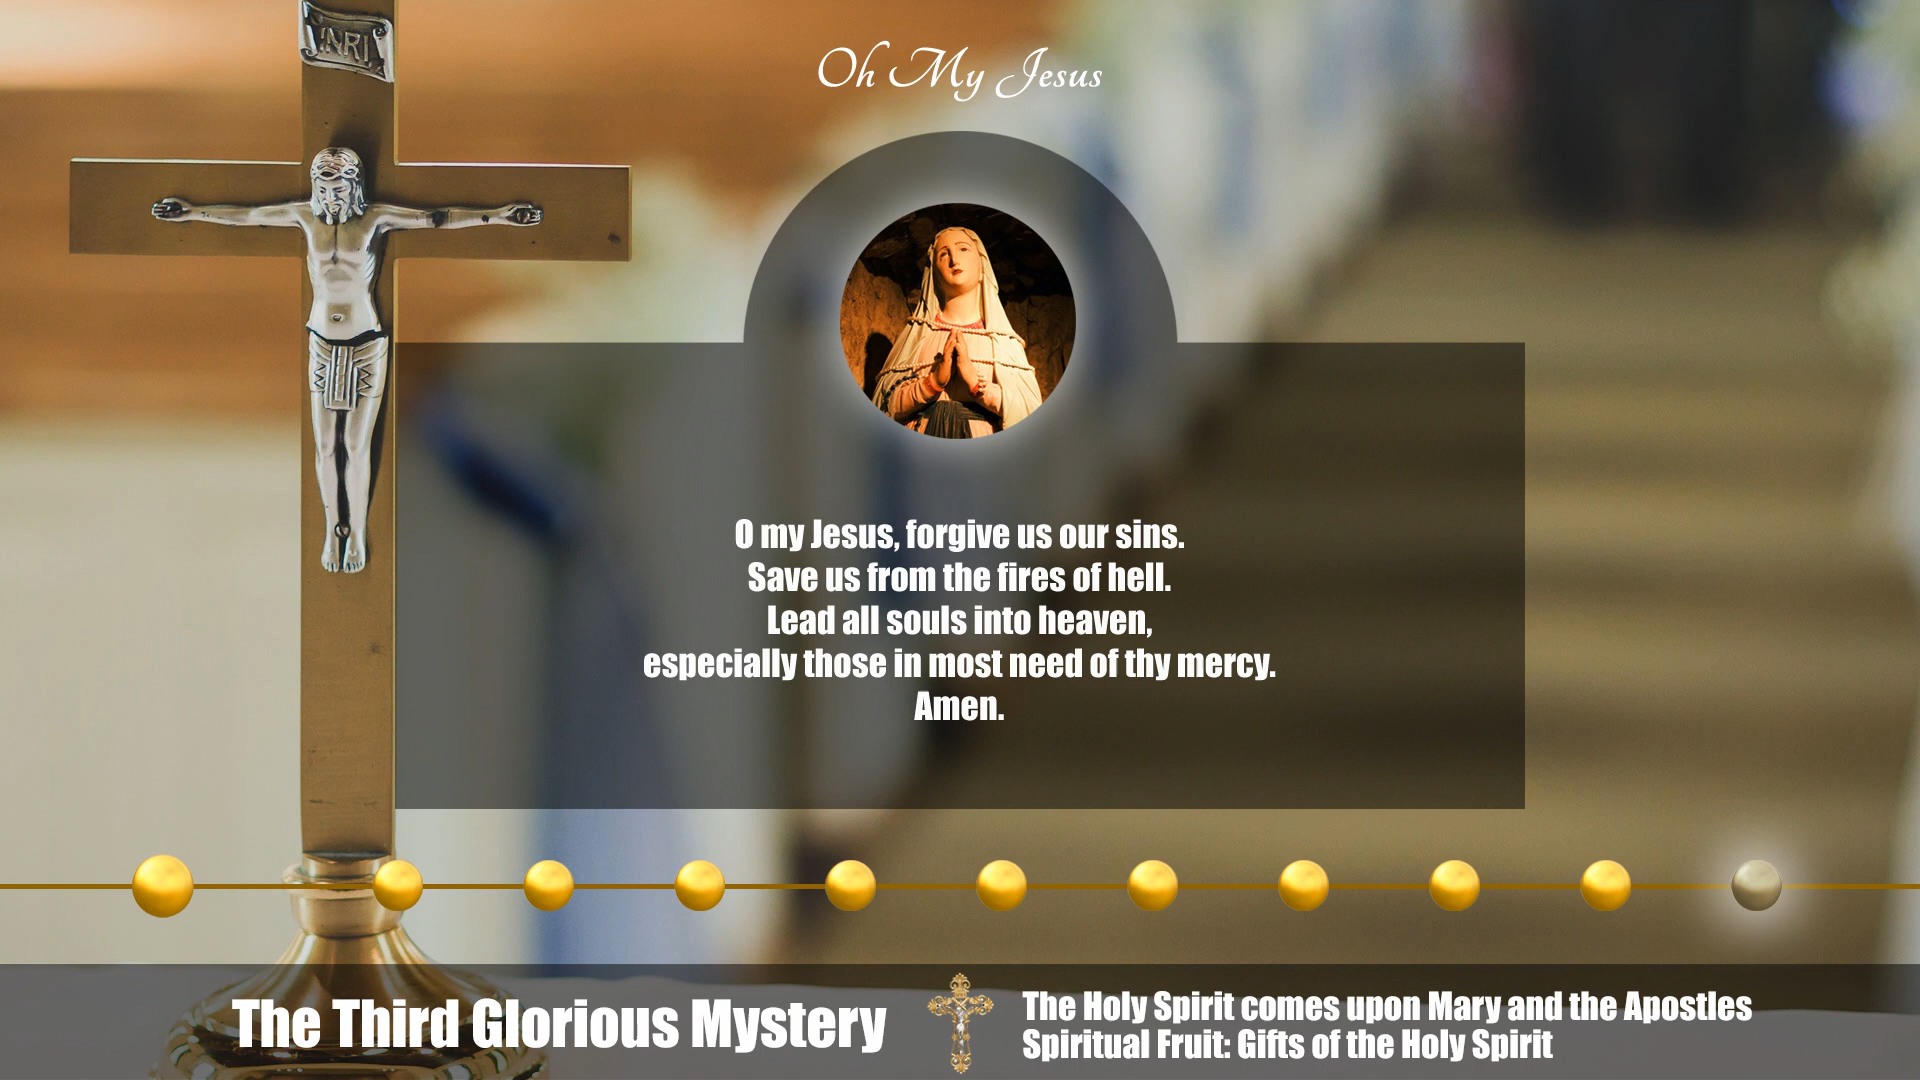 INRI
Oh My Jesus
O my Jesus, forgive us our sins.
Save us from the fires of hell.
Lead all souls into heaven,
especially those in most need of thy mercy.
Amen.
The Third Glorious Mystery
The Holy Spirit comes upon Mary and the Apostles
Spiritual Fruit: Gifts of the Holy Spirit